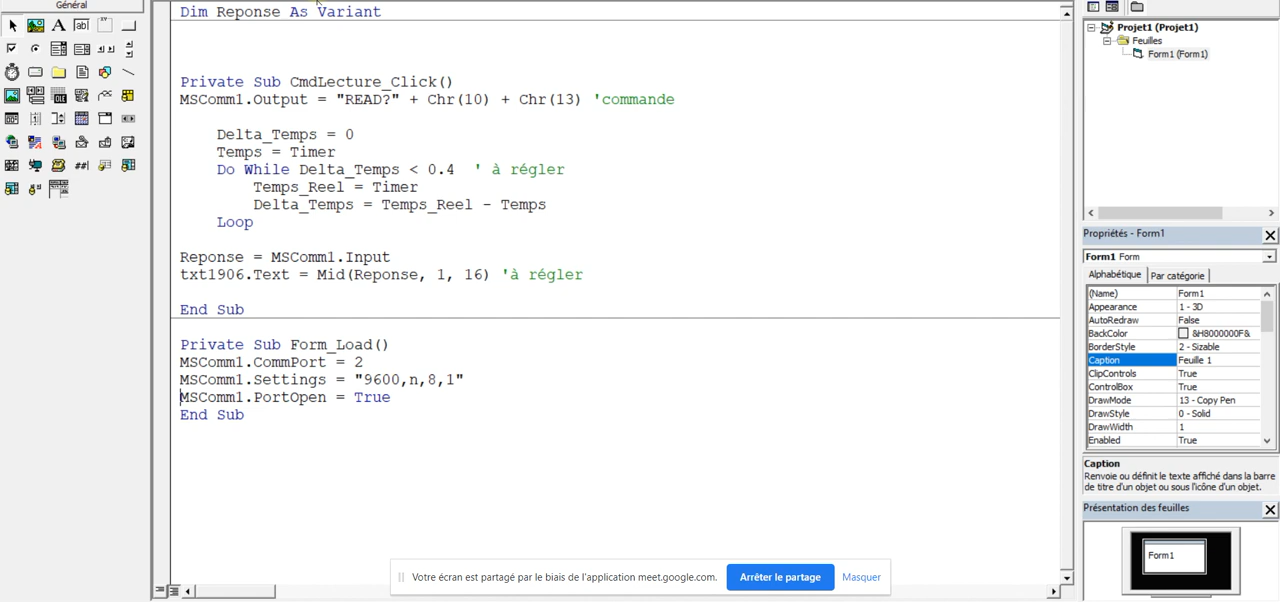 Général
Dim Reponse As Variant
Private Sub CmdLecture_Click()
MSComm1.Output = "READ?" + Chr(10) + Chr(13) 'commande
Delta_Temps = 0
Temps = Timer
Do While Delta_Temps < 0.4 ' à régler
Temps_Reel = Timer
Delta_Temps = Temps_Reel - Temps
Loop
Reponse = MSComm1.Input
txt1906.Text = Mid(Reponse, 1, 16) 'à régler
End Sub
Private Sub Form_Load()
MSComm1.CommPort = 2
MSComm1.Settings = "9600,n,8,1"
MSComm1.PortOpen = True
End Sub
Votre écran est partagé par le biais de l'application meet.google.com.
Arrêter le partage
Masquer
Projet1 (Projet1)
Feuilles
Form1 (Form1)
Propriétés - Form1
Form1 Form
Alphabétique Par catégorie
(Name) Form1
Appearance 1 - 3D
AutoRedraw False
BackColor &H8000000F&
BorderStyle 2 - Sizable
Caption Feuille 1
ClipControls True
ControlBox True
DrawMode 13 - Copy Pen
DrawStyle 0 - Solid
DrawWidth 1
Enabled True
Caption
Renvoie ou définit le texte affiché dans la barre
de titre d'un objet ou sous l'icône d'un objet.
Présentation des feuilles
Form1